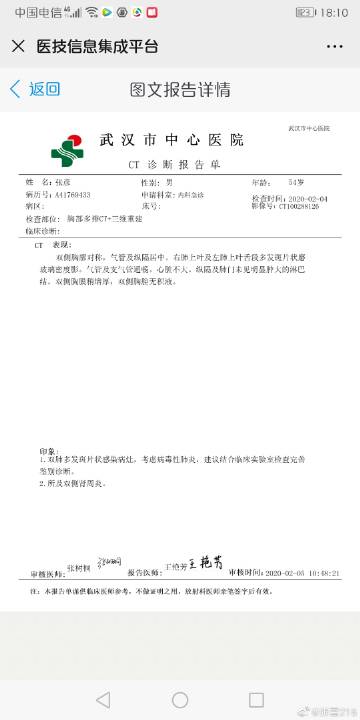 中国电信 4G
18:10
医技信息集成平台
返回 图文报告详情
武汉市中心医院
武汉市中心医院
CT 诊断报告单
姓 名：张彦 性别：男 年龄： 54岁
病历号：A41769433 申请科室：内科急诊 检查时间：2020-02-04
病区： 床号： 影像号：CT100288126
检查部位： 胸部多排CT+三维重建
临床诊断：
CT 表现：
双侧胸廓对称，气管及纵隔居中。右肺上叶及左肺上叶舌段多发斑片状磨
玻璃密度影，气管及支气管通畅。心脏不大，纵隔及肺门未见明显肿大的淋巴
结。双侧胸膜稍增厚，双侧胸腔无积液。
印象：
1.双肺多发斑片状感染病灶，考虑病毒性肺炎，建议结合临床实验室检查完善
鉴别诊断。
2.所及双侧肾周炎。
审核医师：张树桐 报告医师：王艳芳 王艳芳 审核时间：2020-02-05 10:48:21
注：本报告单谨供临床医师参考，不做证明之用，放射科医师亲笔签字后有效。